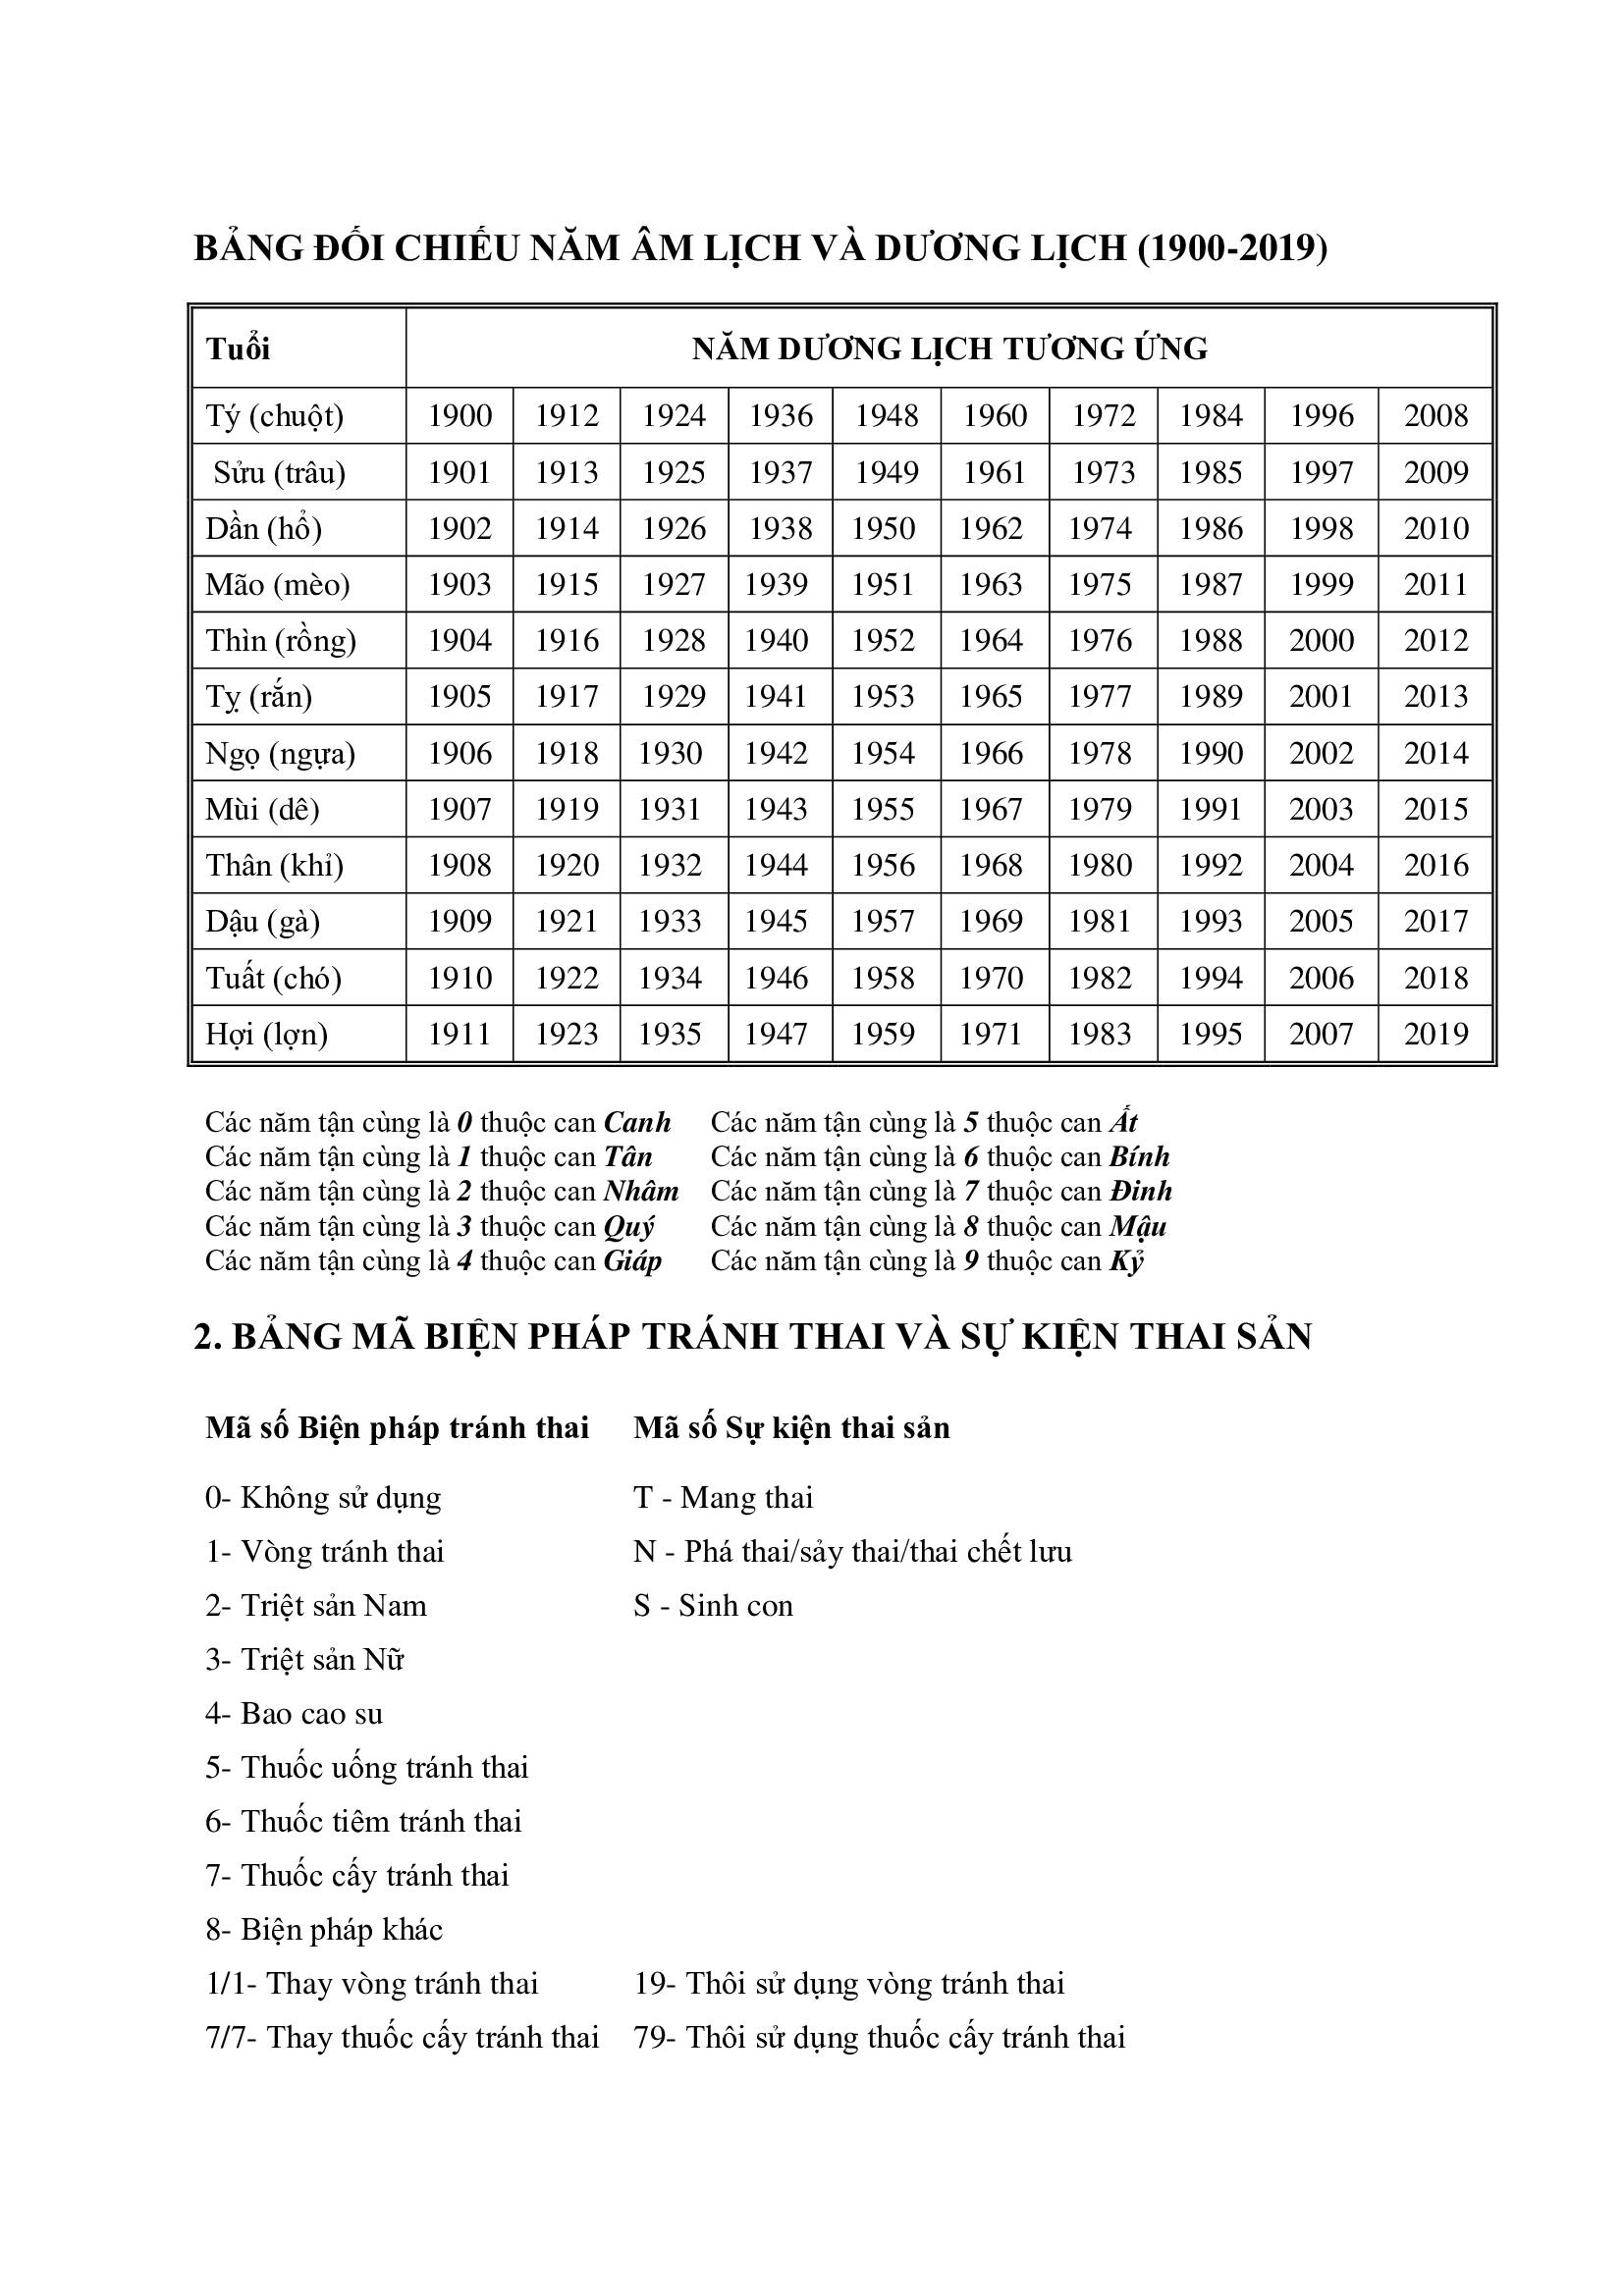 BẢNG ĐỐI CHIẾU NĂM ÂM LỊCH VÀ DƯƠNG LỊCH (1900-2019)
Tuổi NĂM DƯƠNG LỊCH TƯƠNG ỨNG
Tý (chuột) 1900 1912 1924 1936 1948 1960 1972 1984 1996 2008
Sửu (trâu) 1901 1913 1925 1937 1949 1961 1973 1985 1997 2009
Dần (hổ) 1902 1914 1926 1938 1950 1962 1974 1986 1998 2010
Mão (mèo) 1903 1915 1927 1939 1951 1963 1975 1987 1999 2011
Thìn (rồng) 1904 1916 1928 1940 1952 1964 1976 1988 2000 2012
Tỵ (rắn) 1905 1917 1929 1941 1953 1965 1977 1989 2001 2013
Ngọ (ngựa) 1906 1918 1930 1942 1954 1966 1978 1990 2002 2014
Mùi (dê) 1907 1919 1931 1943 1955 1967 1979 1991 2003 2015
Thân (khỉ) 1908 1920 1932 1944 1956 1968 1980 1992 2004 2016
Dậu (gà) 1909 1921 1933 1945 1957 1969 1981 1993 2005 2017
Tuất (chó) 1910 1922 1934 1946 1958 1970 1982 1994 2006 2018
Hợi (lợn) 1911 1923 1935 1947 1959 1971 1983 1995 2007 2019
Các năm tận cùng là 0 thuộc can Canh Các năm tận cùng là 5 thuộc can Ất
Các năm tận cùng là 1 thuộc can Tân Các năm tận cùng là 6 thuộc can Bính
Các năm tận cùng là 2 thuộc can Nhâm Các năm tận cùng là 7 thuộc can Đinh
Các năm tận cùng là 3 thuộc can Quý Các năm tận cùng là 8 thuộc can Mậu
Các năm tận cùng là 4 thuộc can Giáp Các năm tận cùng là 9 thuộc can Kỷ
2. BẢNG MÃ BIỆN PHÁP TRÁNH THAI VÀ SỰ KIỆN THAI SẢN
Mã số Biện pháp tránh thai Mã số Sự kiện thai sản
0- Không sử dụng T - Mang thai
1- Vòng tránh thai N - Phá thai/sảy thai/thai chết lưu
2- Triệt sản Nam S - Sinh con
3- Triệt sản Nữ
4- Bao cao su
5- Thuốc uống tránh thai
6- Thuốc tiêm tránh thai
7- Thuốc cấy tránh thai
8- Biện pháp khác
1/1- Thay vòng tránh thai 19- Thôi sử dụng vòng tránh thai
7/7- Thay thuốc cấy tránh thai 79- Thôi sử dụng thuốc cấy tránh thai